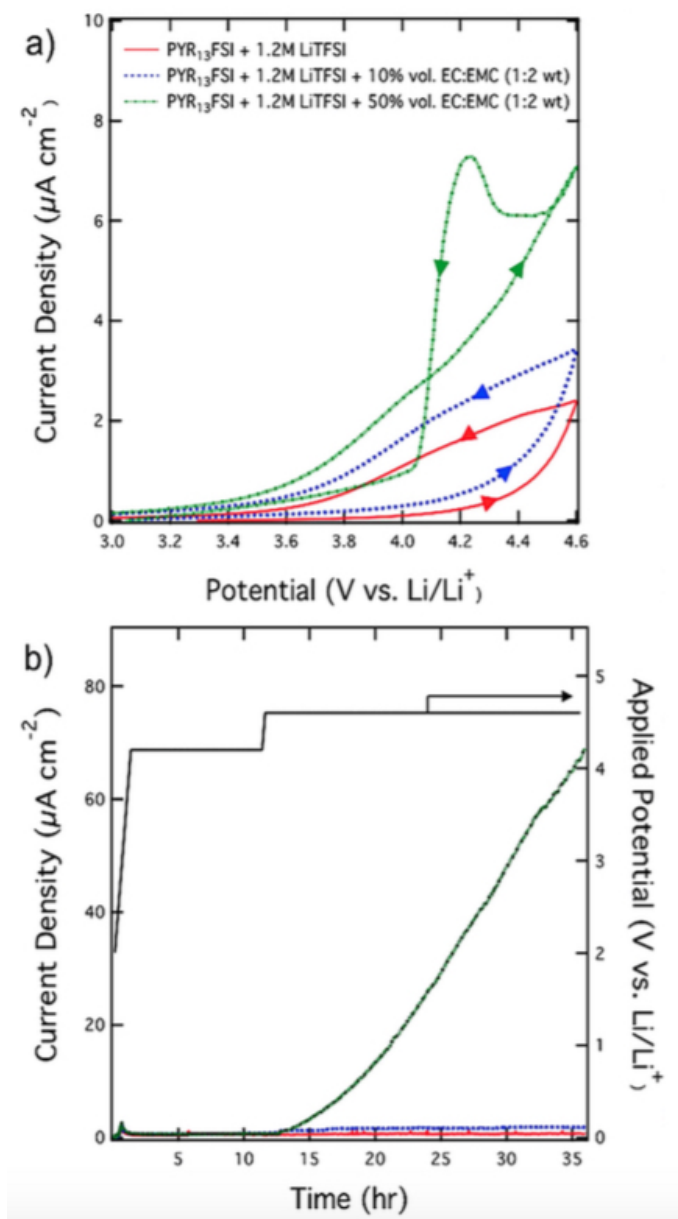 a)
10
8
6
4
2
0
Current Density (µA cm⁻²)
PYR₁₃FSI + 1.2M LiTFSI
PYR₁₃FSI + 1.2M LiTFSI + 10% vol. EC:EMC (1:2 wt)
PYR₁₃FSI + 1.2M LiTFSI + 50% vol. EC:EMC (1:2 wt)
3.0 3.2 3.4 3.6 3.8 4.0 4.2 4.4 4.6
Potential (V vs. Li/Li⁺)
b)
80
60
40
20
0
Current Density (µA cm⁻²)
5
4
3
2
1
0
Applied Potential (V vs. Li/Li⁺)
5 10 15 20 25 30 35
Time (hr)